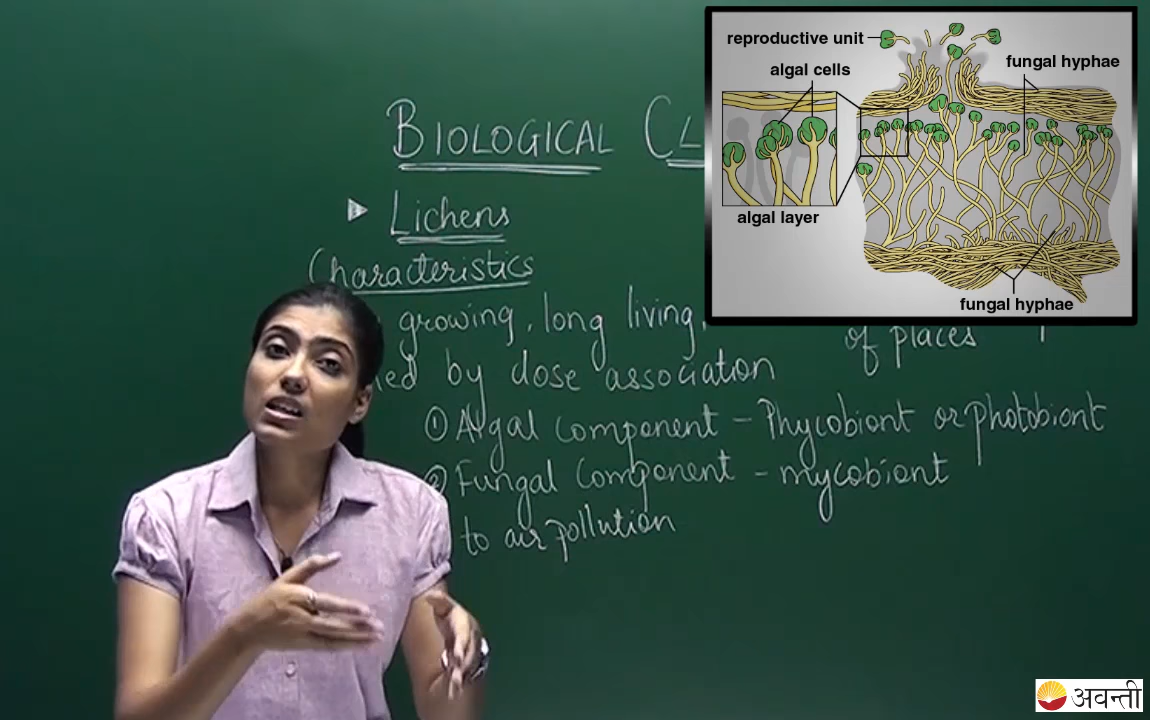 BIOLOGICAL CL
Lichens
Characteristics
growing, long living,
of places
by close association
① Algal component – Phycobiont or photobiont
Fungal component – mycobiont
to air pollution
reproductive unit
algal cells
fungal hyphae
algal layer
fungal hyphae
अवन्ती